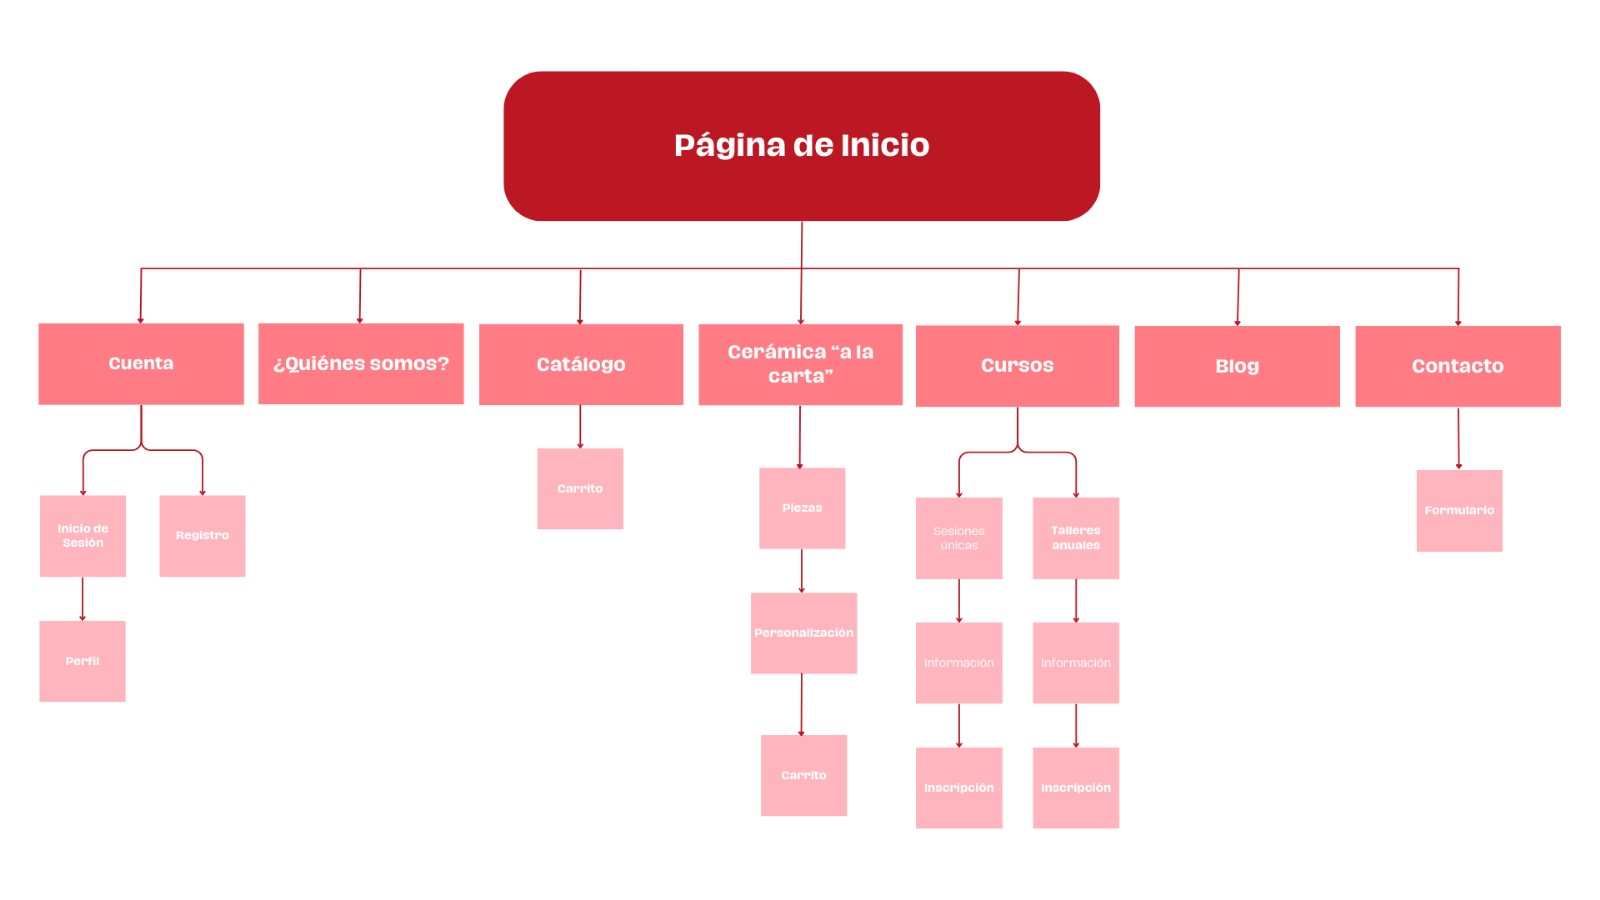 Página de Inicio
Cuenta
¿Quiénes somos?
Catálogo
Cerámica “a la
carta”
Cursos
Blog
Contacto
Inicio de
Sesión
Registro
Perfil
Carrito
Piezas
Personalización
Carrito
Sesiones
únicas
Talleres
anuales
Información
Información
Inscripción
Inscripción
Formulario